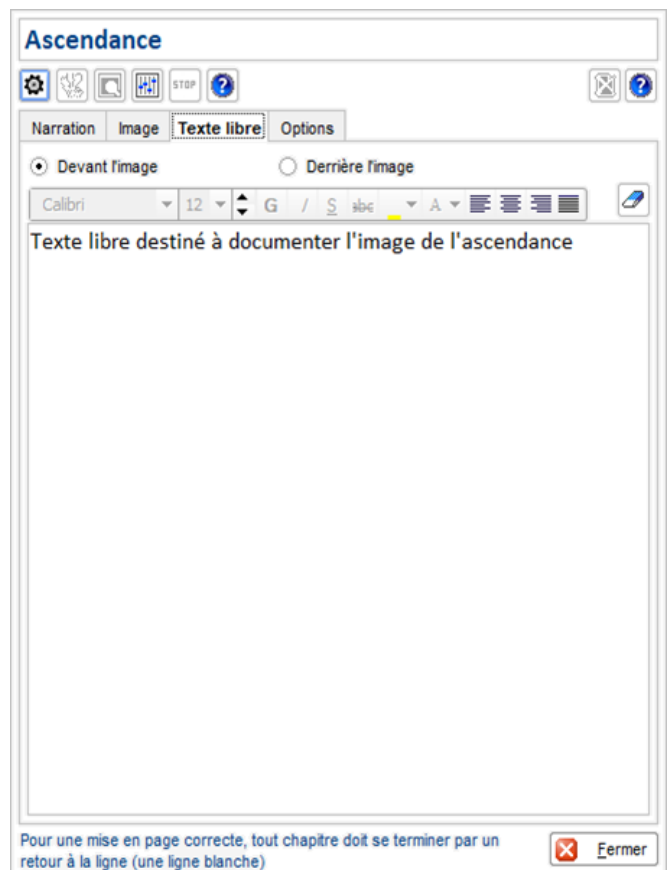 Ascendance
STOP
Narration Image Texte libre Options
Devant l'image Derrière l'image
Calibri 12 G I S abc A
Texte libre destiné à documenter l'image de l'ascendance
Pour une mise en page correcte, tout chapitre doit se terminer par un
retour à la ligne (une ligne blanche)
Fermer